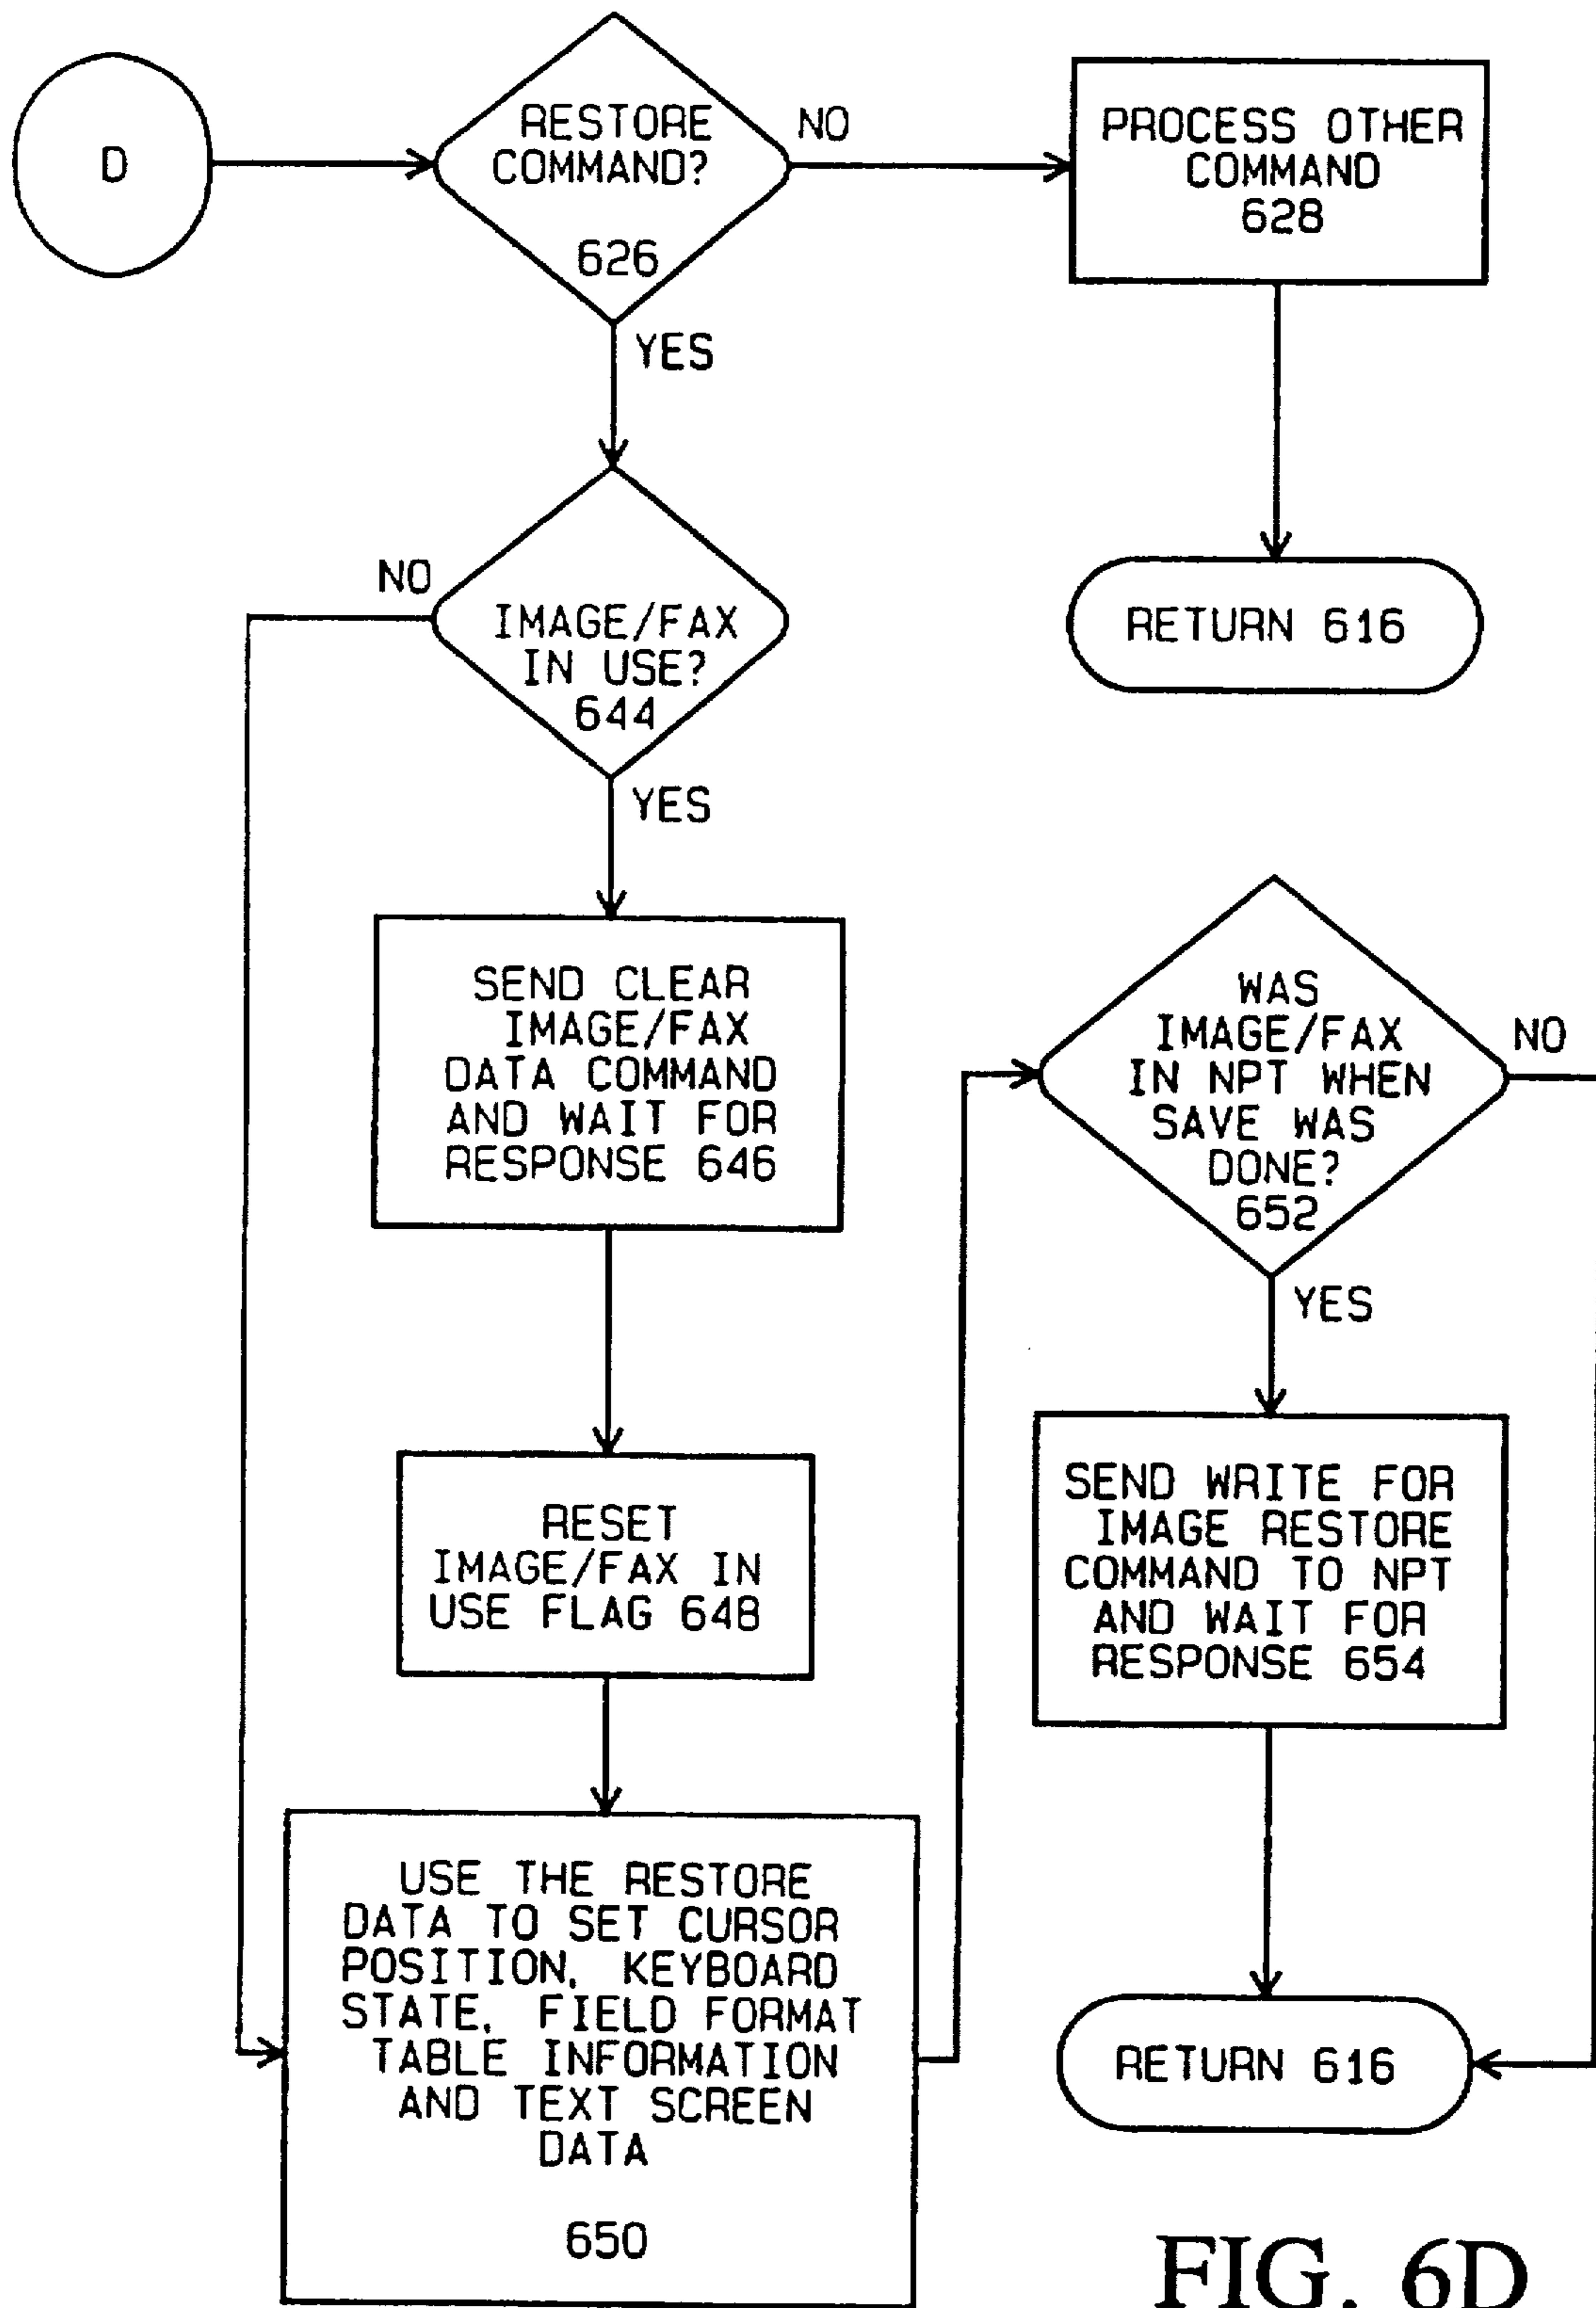 D
RESTORE
COMMAND?
626
NO
PROCESS OTHER
COMMAND
628
YES
RETURN 616
NO
IMAGE/FAX
IN USE?
644
YES
SEND CLEAR
IMAGE/FAX
DATA COMMAND
AND WAIT FOR
RESPONSE 646
RESET
IMAGE/FAX IN
USE FLAG 648
USE THE RESTORE
DATA TO SET CURSOR
POSITION, KEYBOARD
STATE, FIELD FORMAT
TABLE INFORMATION
AND TEXT SCREEN
DATA
650
WAS
IMAGE/FAX
IN NPT WHEN
SAVE WAS
DONE?
652
NO
YES
SEND WRITE FOR
IMAGE RESTORE
COMMAND TO NPT
AND WAIT FOR
RESPONSE 654
RETURN 616
FIG. 6D